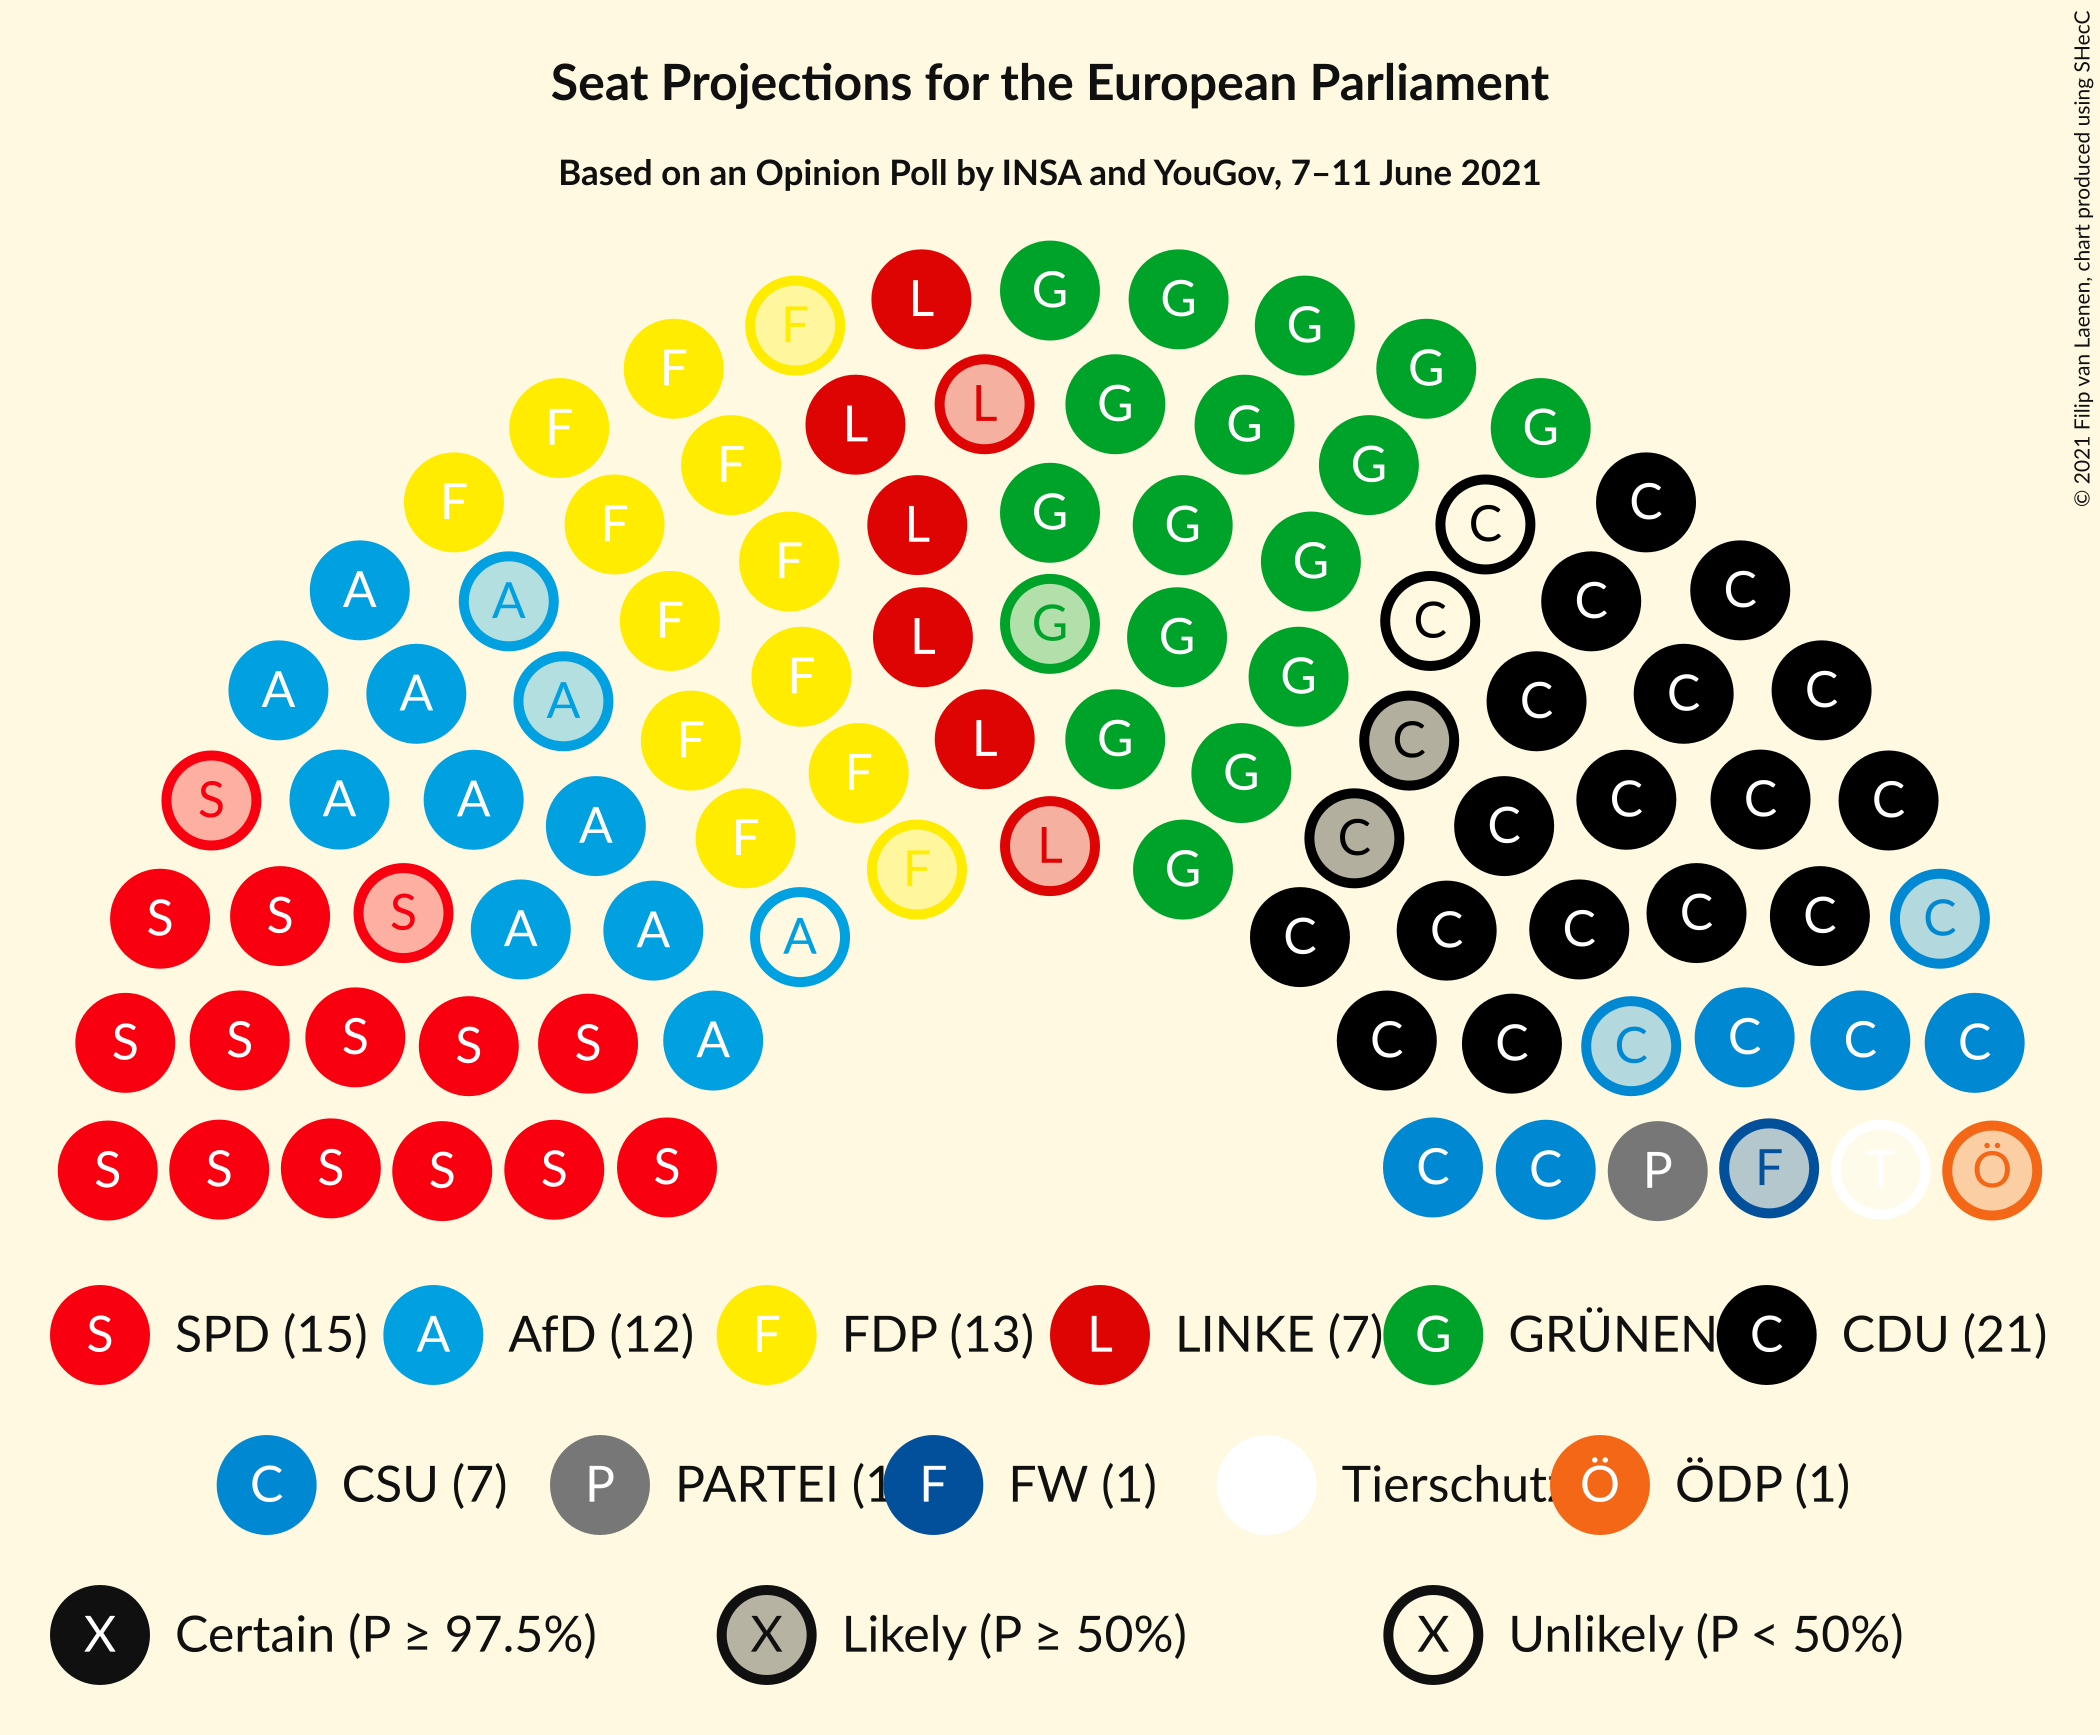 Seat Projections for the European Parliament
Based on an Opinion Poll by INSA and YouGov, 7–11 June 2021
© 2021 Filip van Laenen, chart produced using SHecC
F L G G G
F G
L G
F L G G
F G
F G C
F L G C
F G
A A C C
F L G G C
A A A F G C C C
F L G C
F G
S A A A C C C C
F L C
F G
S S S A A A C C C C C C
S S S S S A C C C C C C
S S S S S S C C P F T Ö
S SPD (15) A AfD (12) F FDP (13) L LINKE (7) G GRÜNEN C CDU (21)
C CSU (7) P PARTEI (1 F FW (1) Tierschutz Ö ÖDP (1)
X Certain (P ≥ 97.5%) X Likely (P ≥ 50%) X Unlikely (P < 50%)